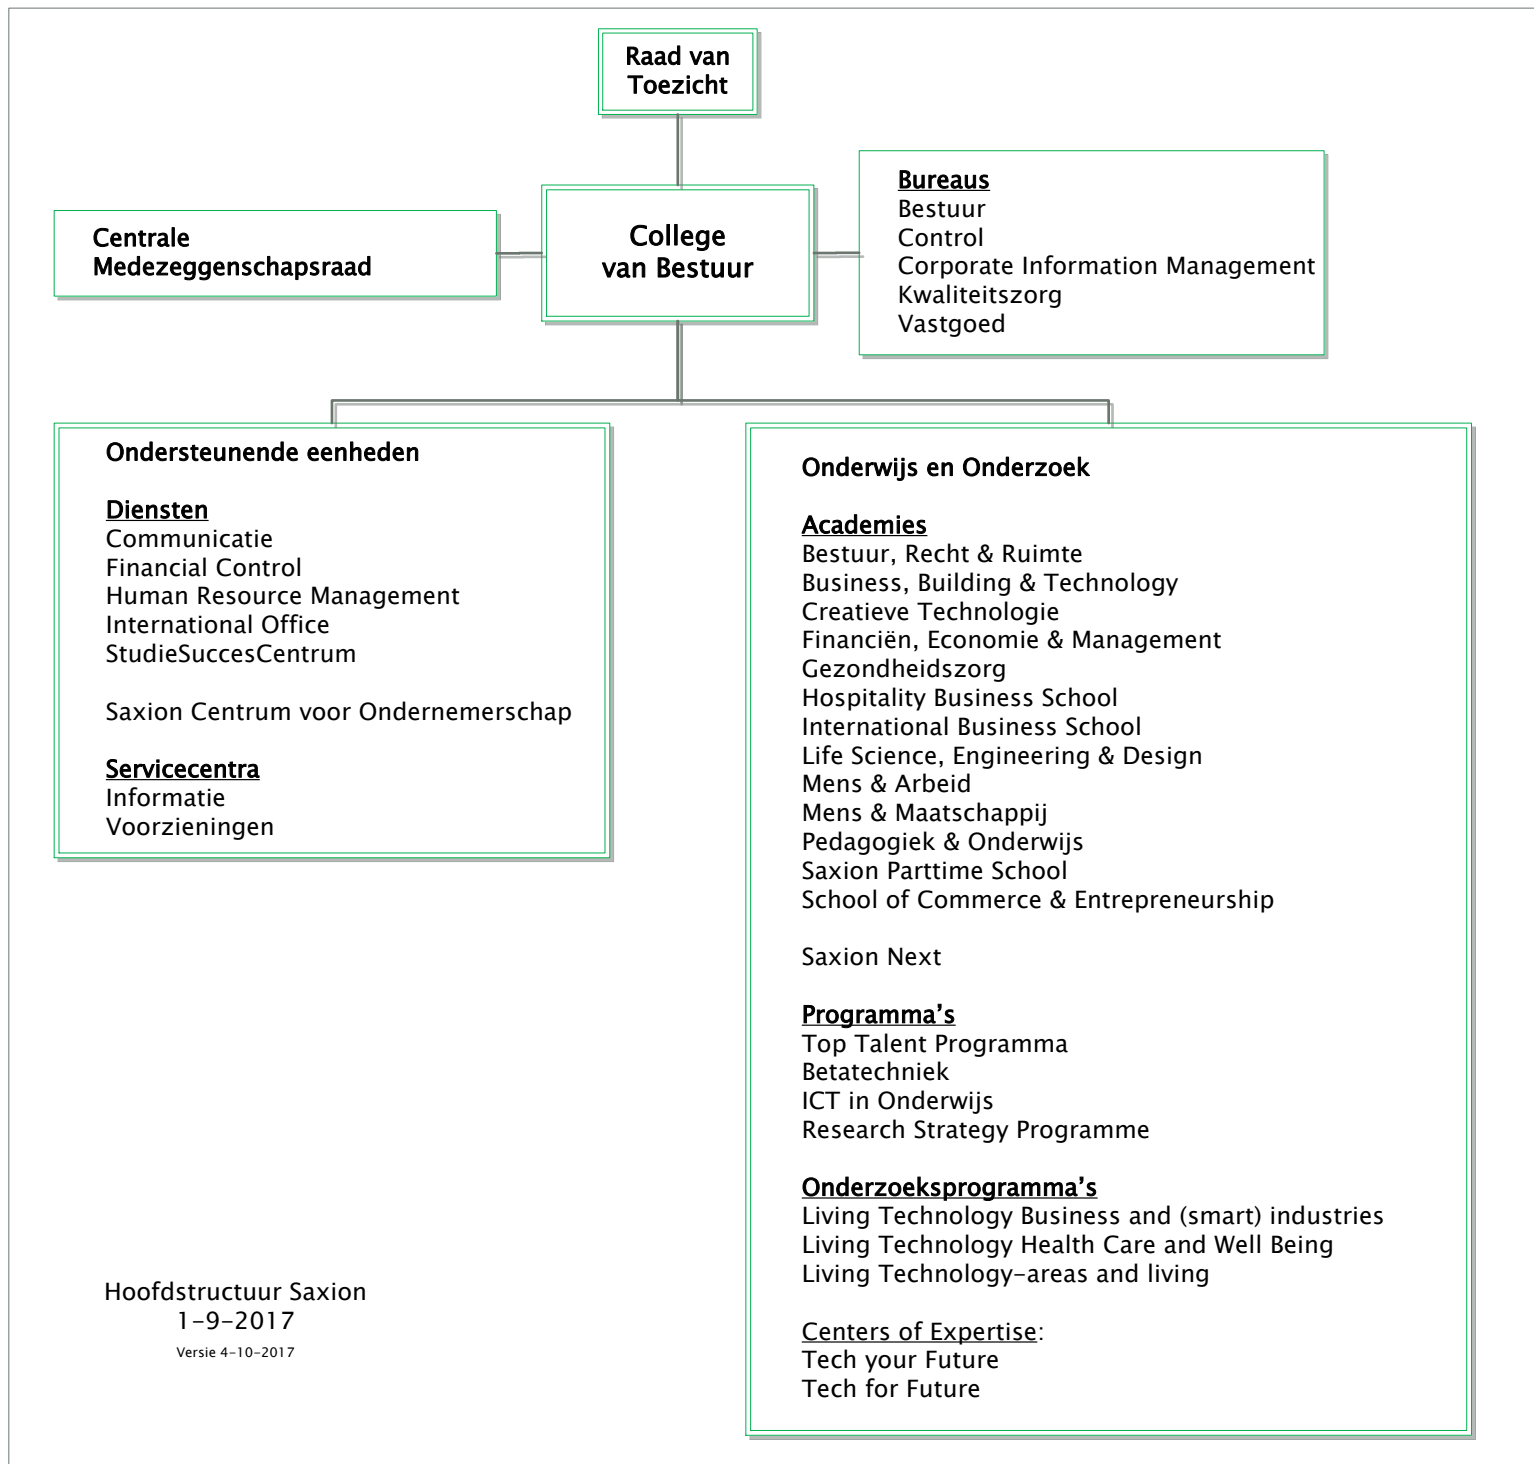 Raad van
Toezicht
Centrale
Medezeggenschapsraad
College
van Bestuur
Bureaus
Bestuur
Control
Corporate Information Management
Kwaliteitszorg
Vastgoed
Ondersteunende eenheden
Diensten
Communicatie
Financial Control
Human Resource Management
International Office
StudieSuccesCentrum
Saxion Centrum voor Ondernemerschap
Servicecentra
Informatie
Voorzieningen
Onderwijs en Onderzoek
Academies
Bestuur, Recht & Ruimte
Business, Building & Technology
Creatieve Technologie
Financiën, Economie & Management
Gezondheidszorg
Hospitality Business School
International Business School
Life Science, Engineering & Design
Mens & Arbeid
Mens & Maatschappij
Pedagogiek & Onderwijs
Saxion Parttime School
School of Commerce & Entrepreneurship
Saxion Next
Programma’s
Top Talent Programma
Betatechniek
ICT in Onderwijs
Research Strategy Programme
Onderzoeksprogramma’s
Living Technology Business and (smart) industries
Living Technology Health Care and Well Being
Living Technology-areas and living
Centers of Expertise:
Tech your Future
Tech for Future
Hoofdstructuur Saxion
1-9-2017
Versie 4-10-2017